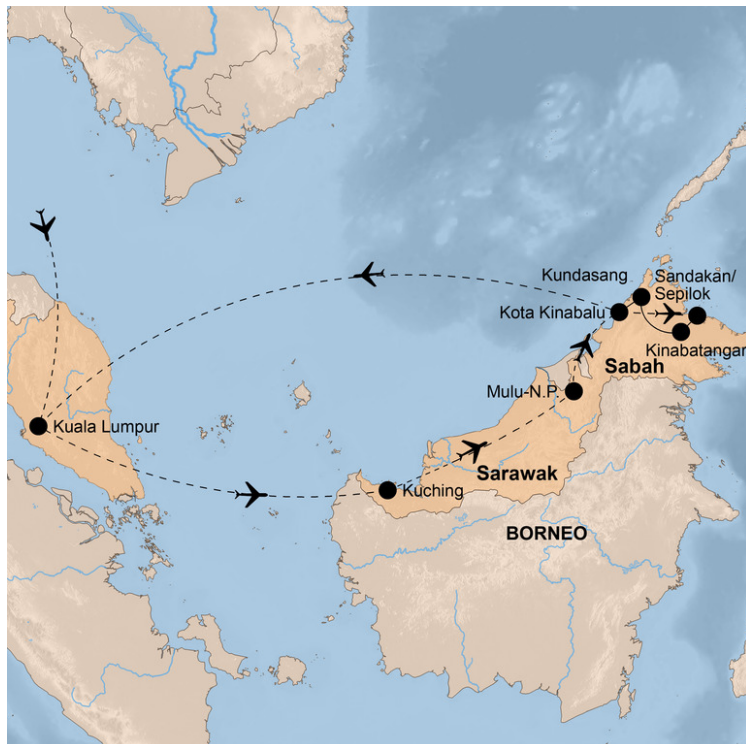 Kundasang
Sandakan/
Sepilok
Kota Kinabalu
Kinabatangan
Sabah
Mulu-N.P.
Kuala Lumpur
Sarawak
Kuching
BORNEO